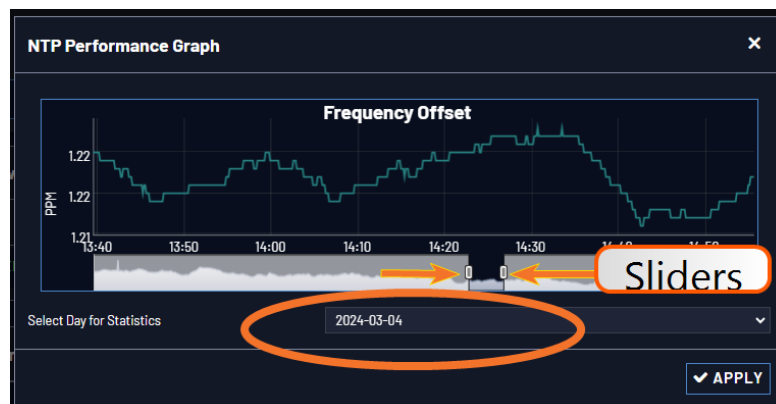 NTP Performance Graph
Frequency Offset
1.22
1.22
1.21
PPM
13:40 13:50 14:00 14:10 14:20 14:30
Sliders
Select Day for Statistics 2024-03-04
APPLY